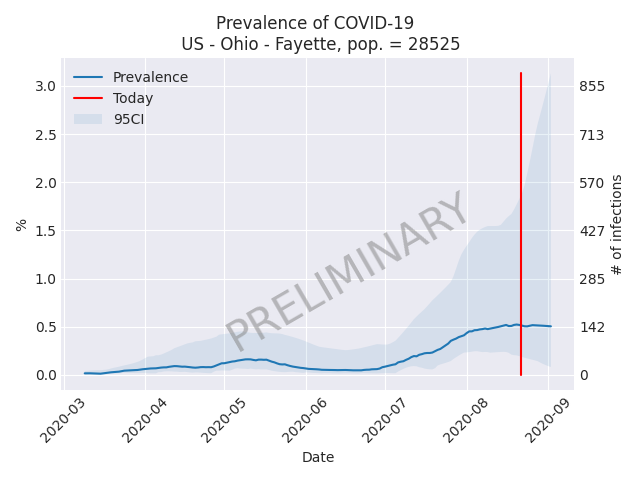 Prevalence of COVID-19
US - Ohio - Fayette, pop. = 28525
Prevalence
Today
95CI
3.0
2.5
2.0
1.5
1.0
0.5
0.0
%
855
713
570
427
285
142
0
# of infections
PRELIMINARY
2020-03
2020-04
2020-05
2020-06
2020-07
2020-08
2020-09
Date